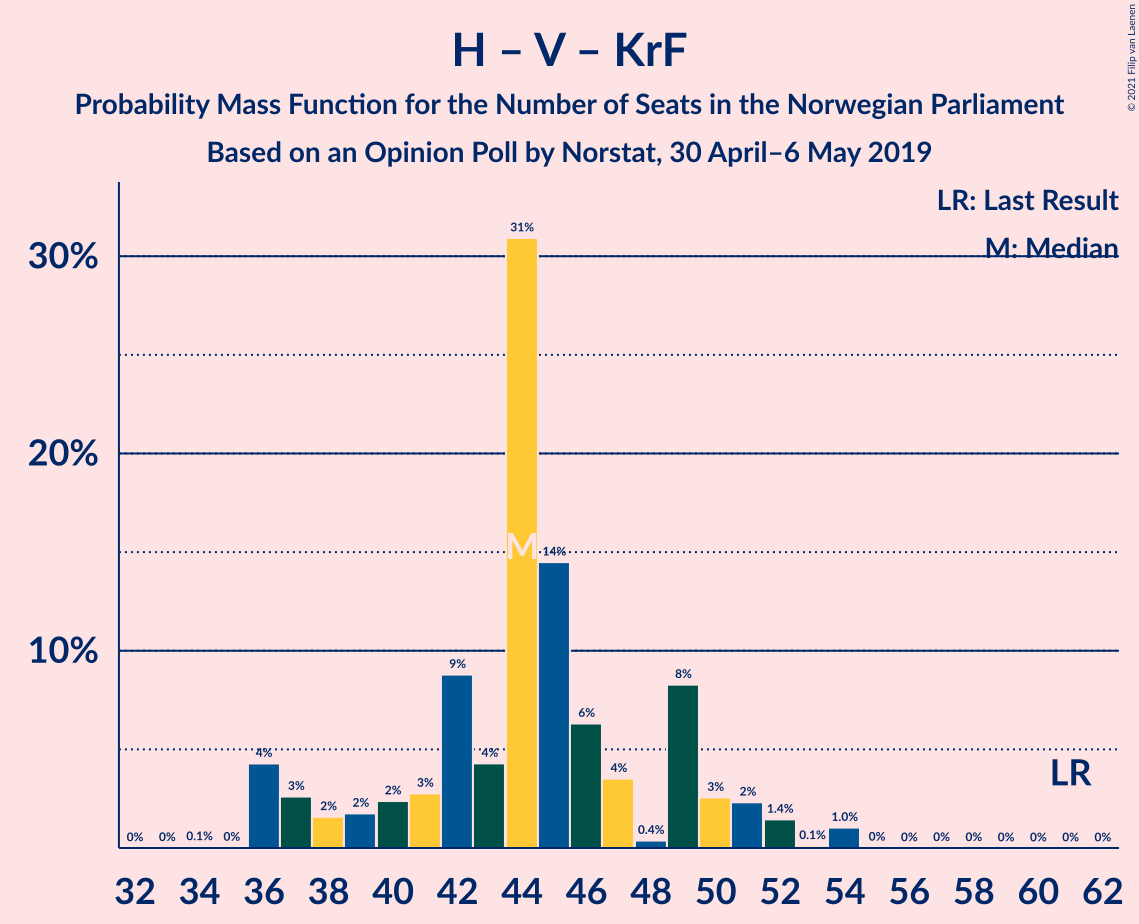 H – V – KrF
Probability Mass Function for the Number of Seats in the Norwegian Parliament
Based on an Opinion Poll by Norstat, 30 April–6 May 2019
© 2021 Filip van Laenen
LR: Last Result
M: Median
30%
20%
10%
0% 0% 0.1% 0% 4% 3% 2% 2% 2% 3% 9% 4% 31% 14% 6% 4% 0.4% 8% 3% 2% 1.4% 0.1% 1.0% 0% 0% 0% 0% 0% 0% 0% 0%
M
LR
32 34 36 38 40 42 44 46 48 50 52 54 56 58 60 62